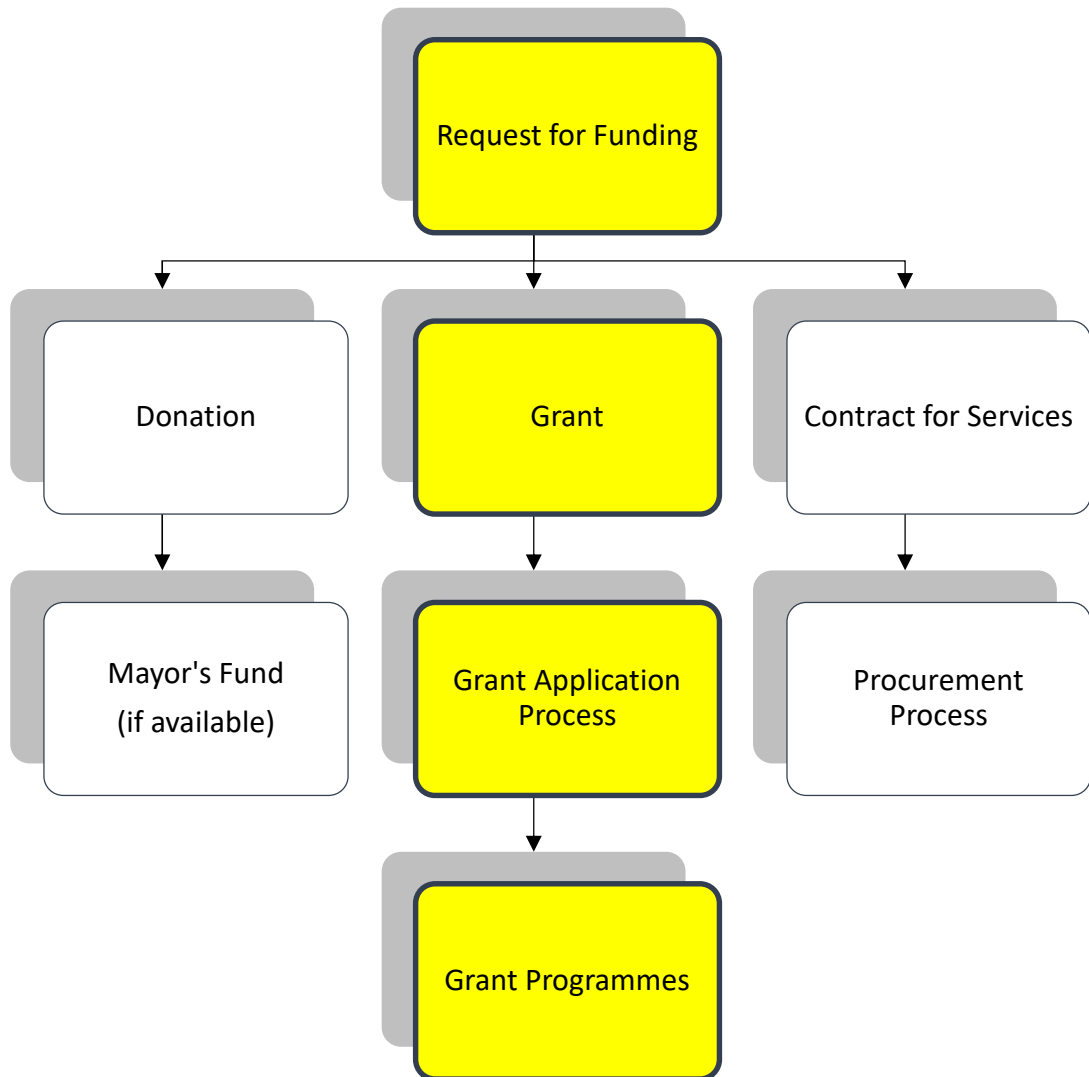 Request for Funding
Donation
Grant
Contract for Services
Mayor's Fund
(if available)
Grant Application
Process
Procurement
Process
Grant Programmes